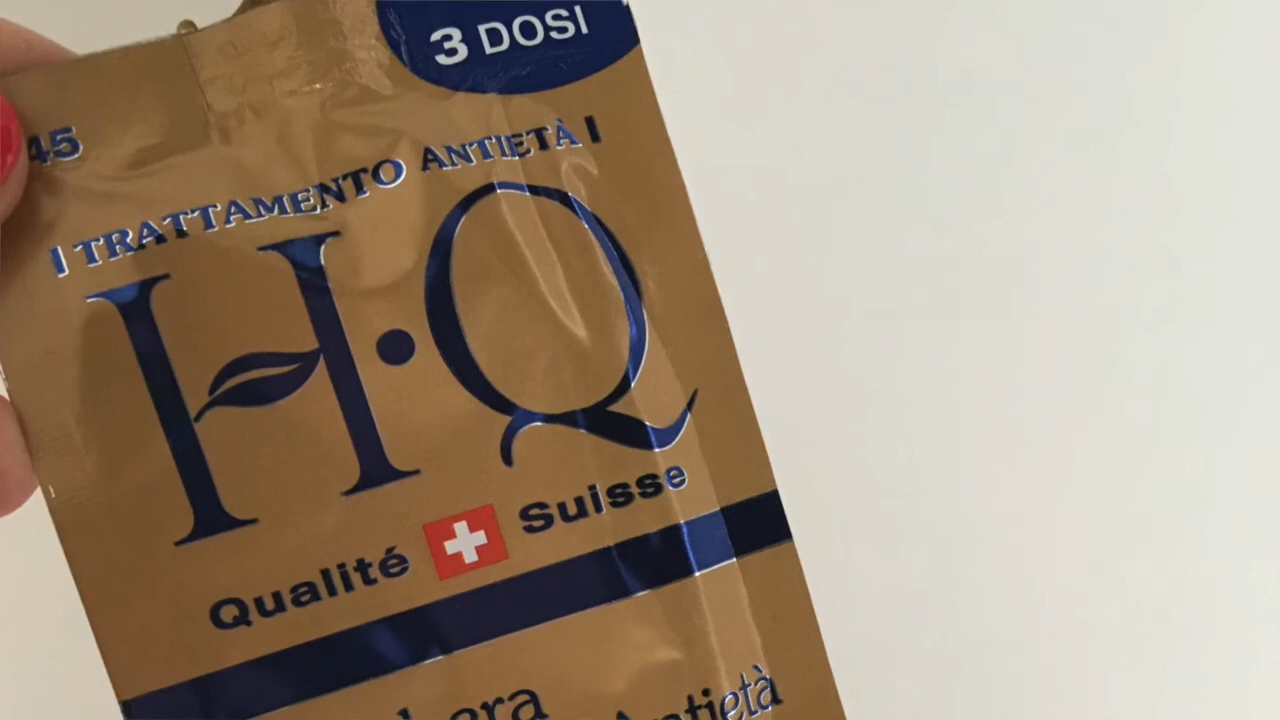 3 DOSI
45
I TRATTAMENTO ANTIETÀ I
H·Q
Qualité Suisse
Antietà